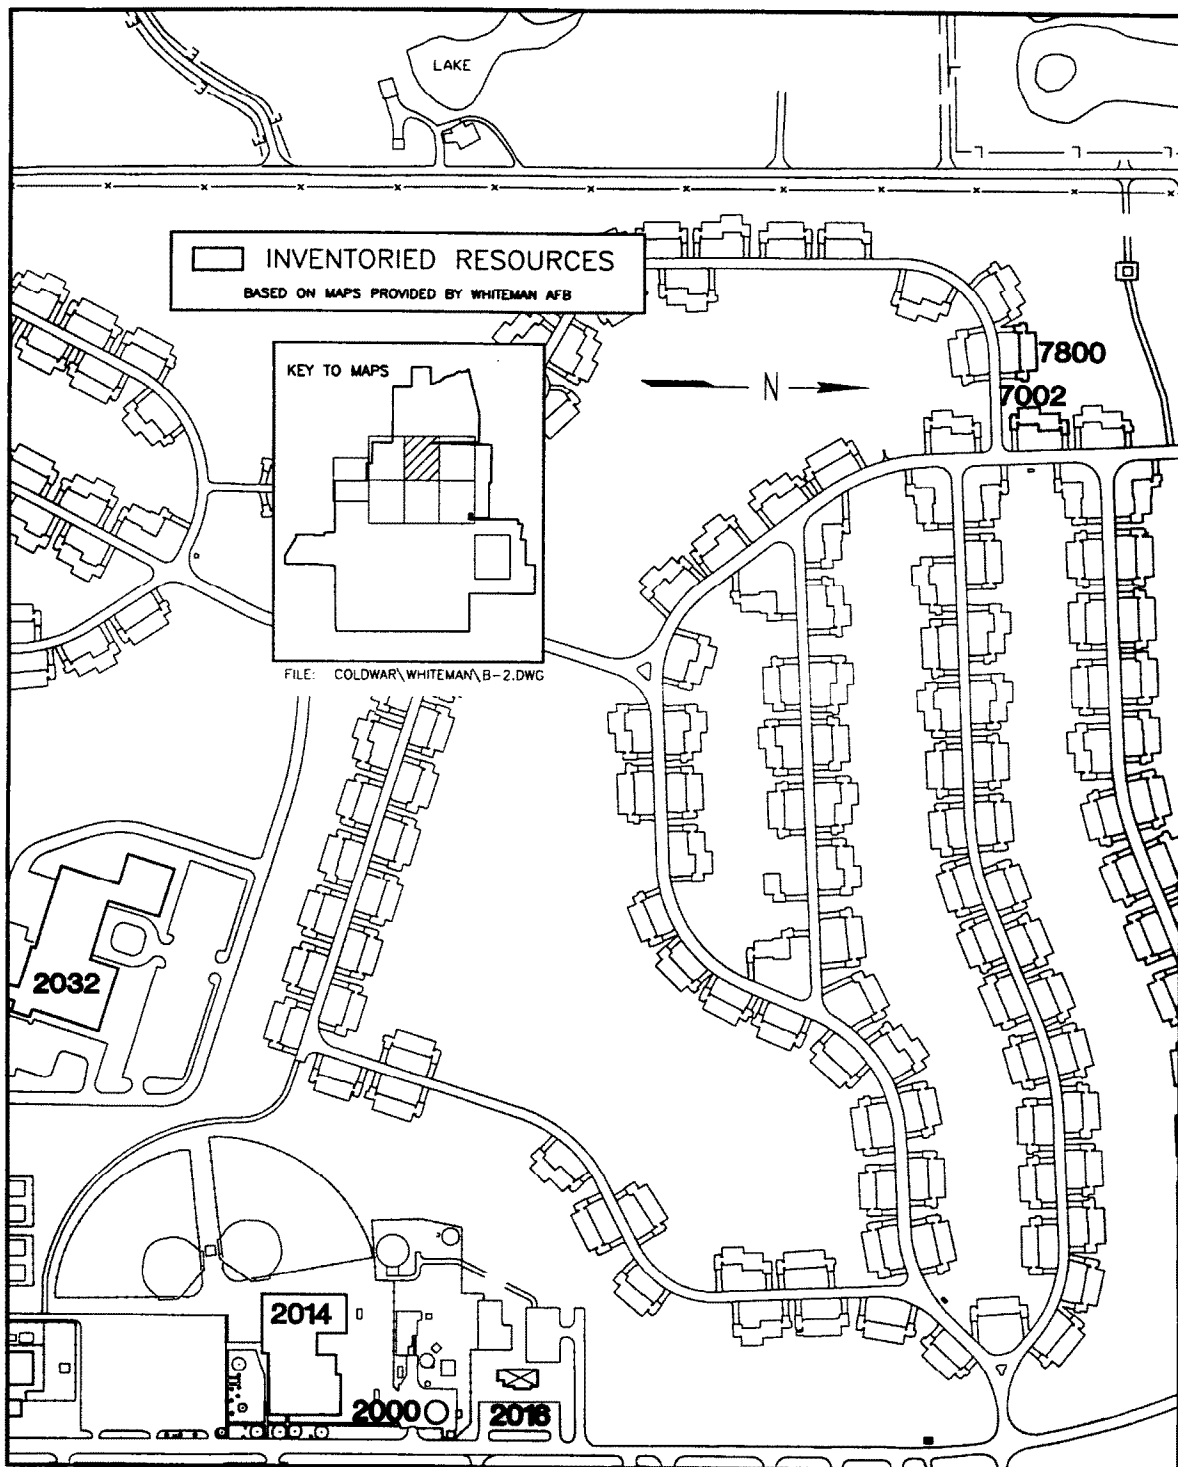 LAKE
INVENTORIED RESOURCES
BASED ON MAPS PROVIDED BY WHITEMAN AFB
KEY TO MAPS
N
7800
7002
FILE: COLDWAR\WHITEMAN\B-2.DWG
2032
2014
2000
2016